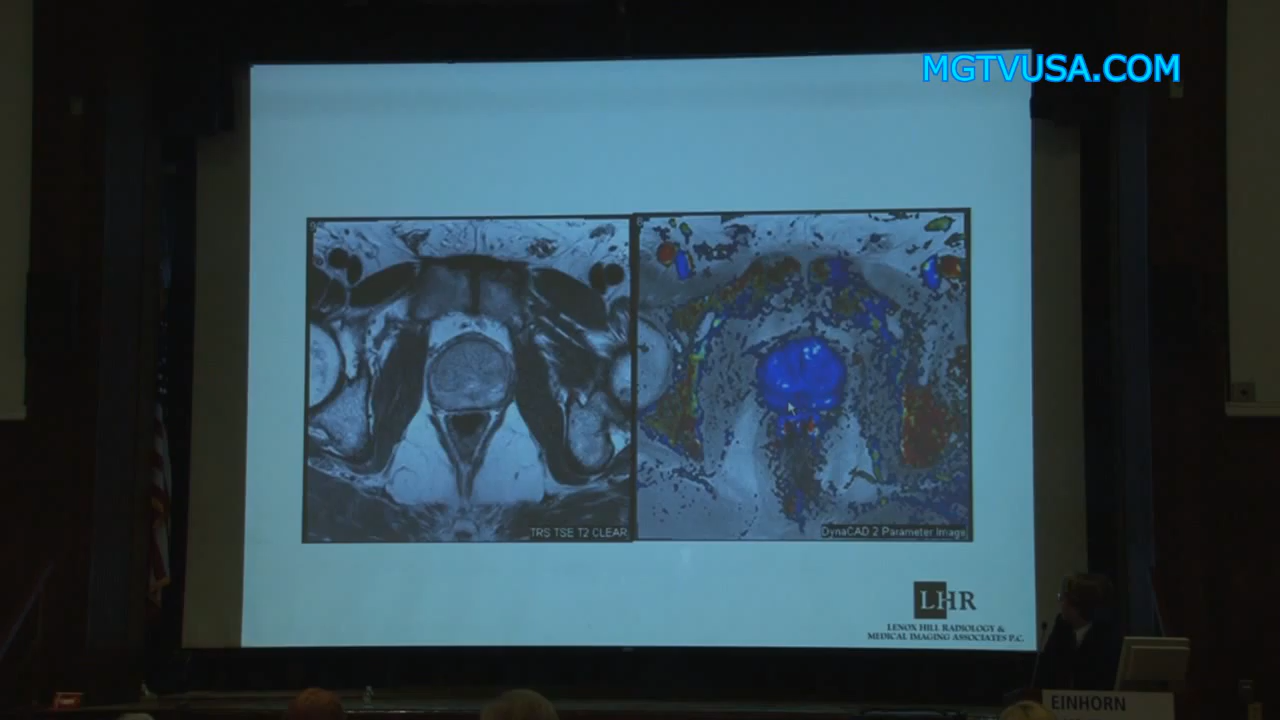 MGTVUSA.COM
TRS TSE T2 CLEAR
DynaCAD 2 Parameter Image
LHR
LENOX HILL RADIOLOGY &
MEDICAL IMAGING ASSOCIATES P.C.
EINHORN